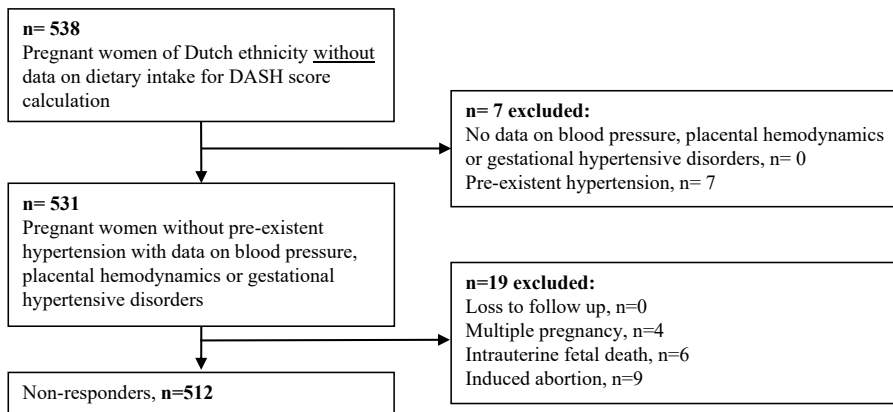 n= 538
Pregnant women of Dutch ethnicity without
data on dietary intake for DASH score
calculation
n= 7 excluded:
No data on blood pressure, placental hemodynamics
or gestational hypertensive disorders, n= 0
Pre-existent hypertension, n= 7
n= 531
Pregnant women without pre-existent
hypertension with data on blood pressure,
placental hemodynamics or gestational
hypertensive disorders
n=19 excluded:
Loss to follow up, n=0
Multiple pregnancy, n=4
Intrauterine fetal death, n=6
Induced abortion, n=9
Non-responders, n=512